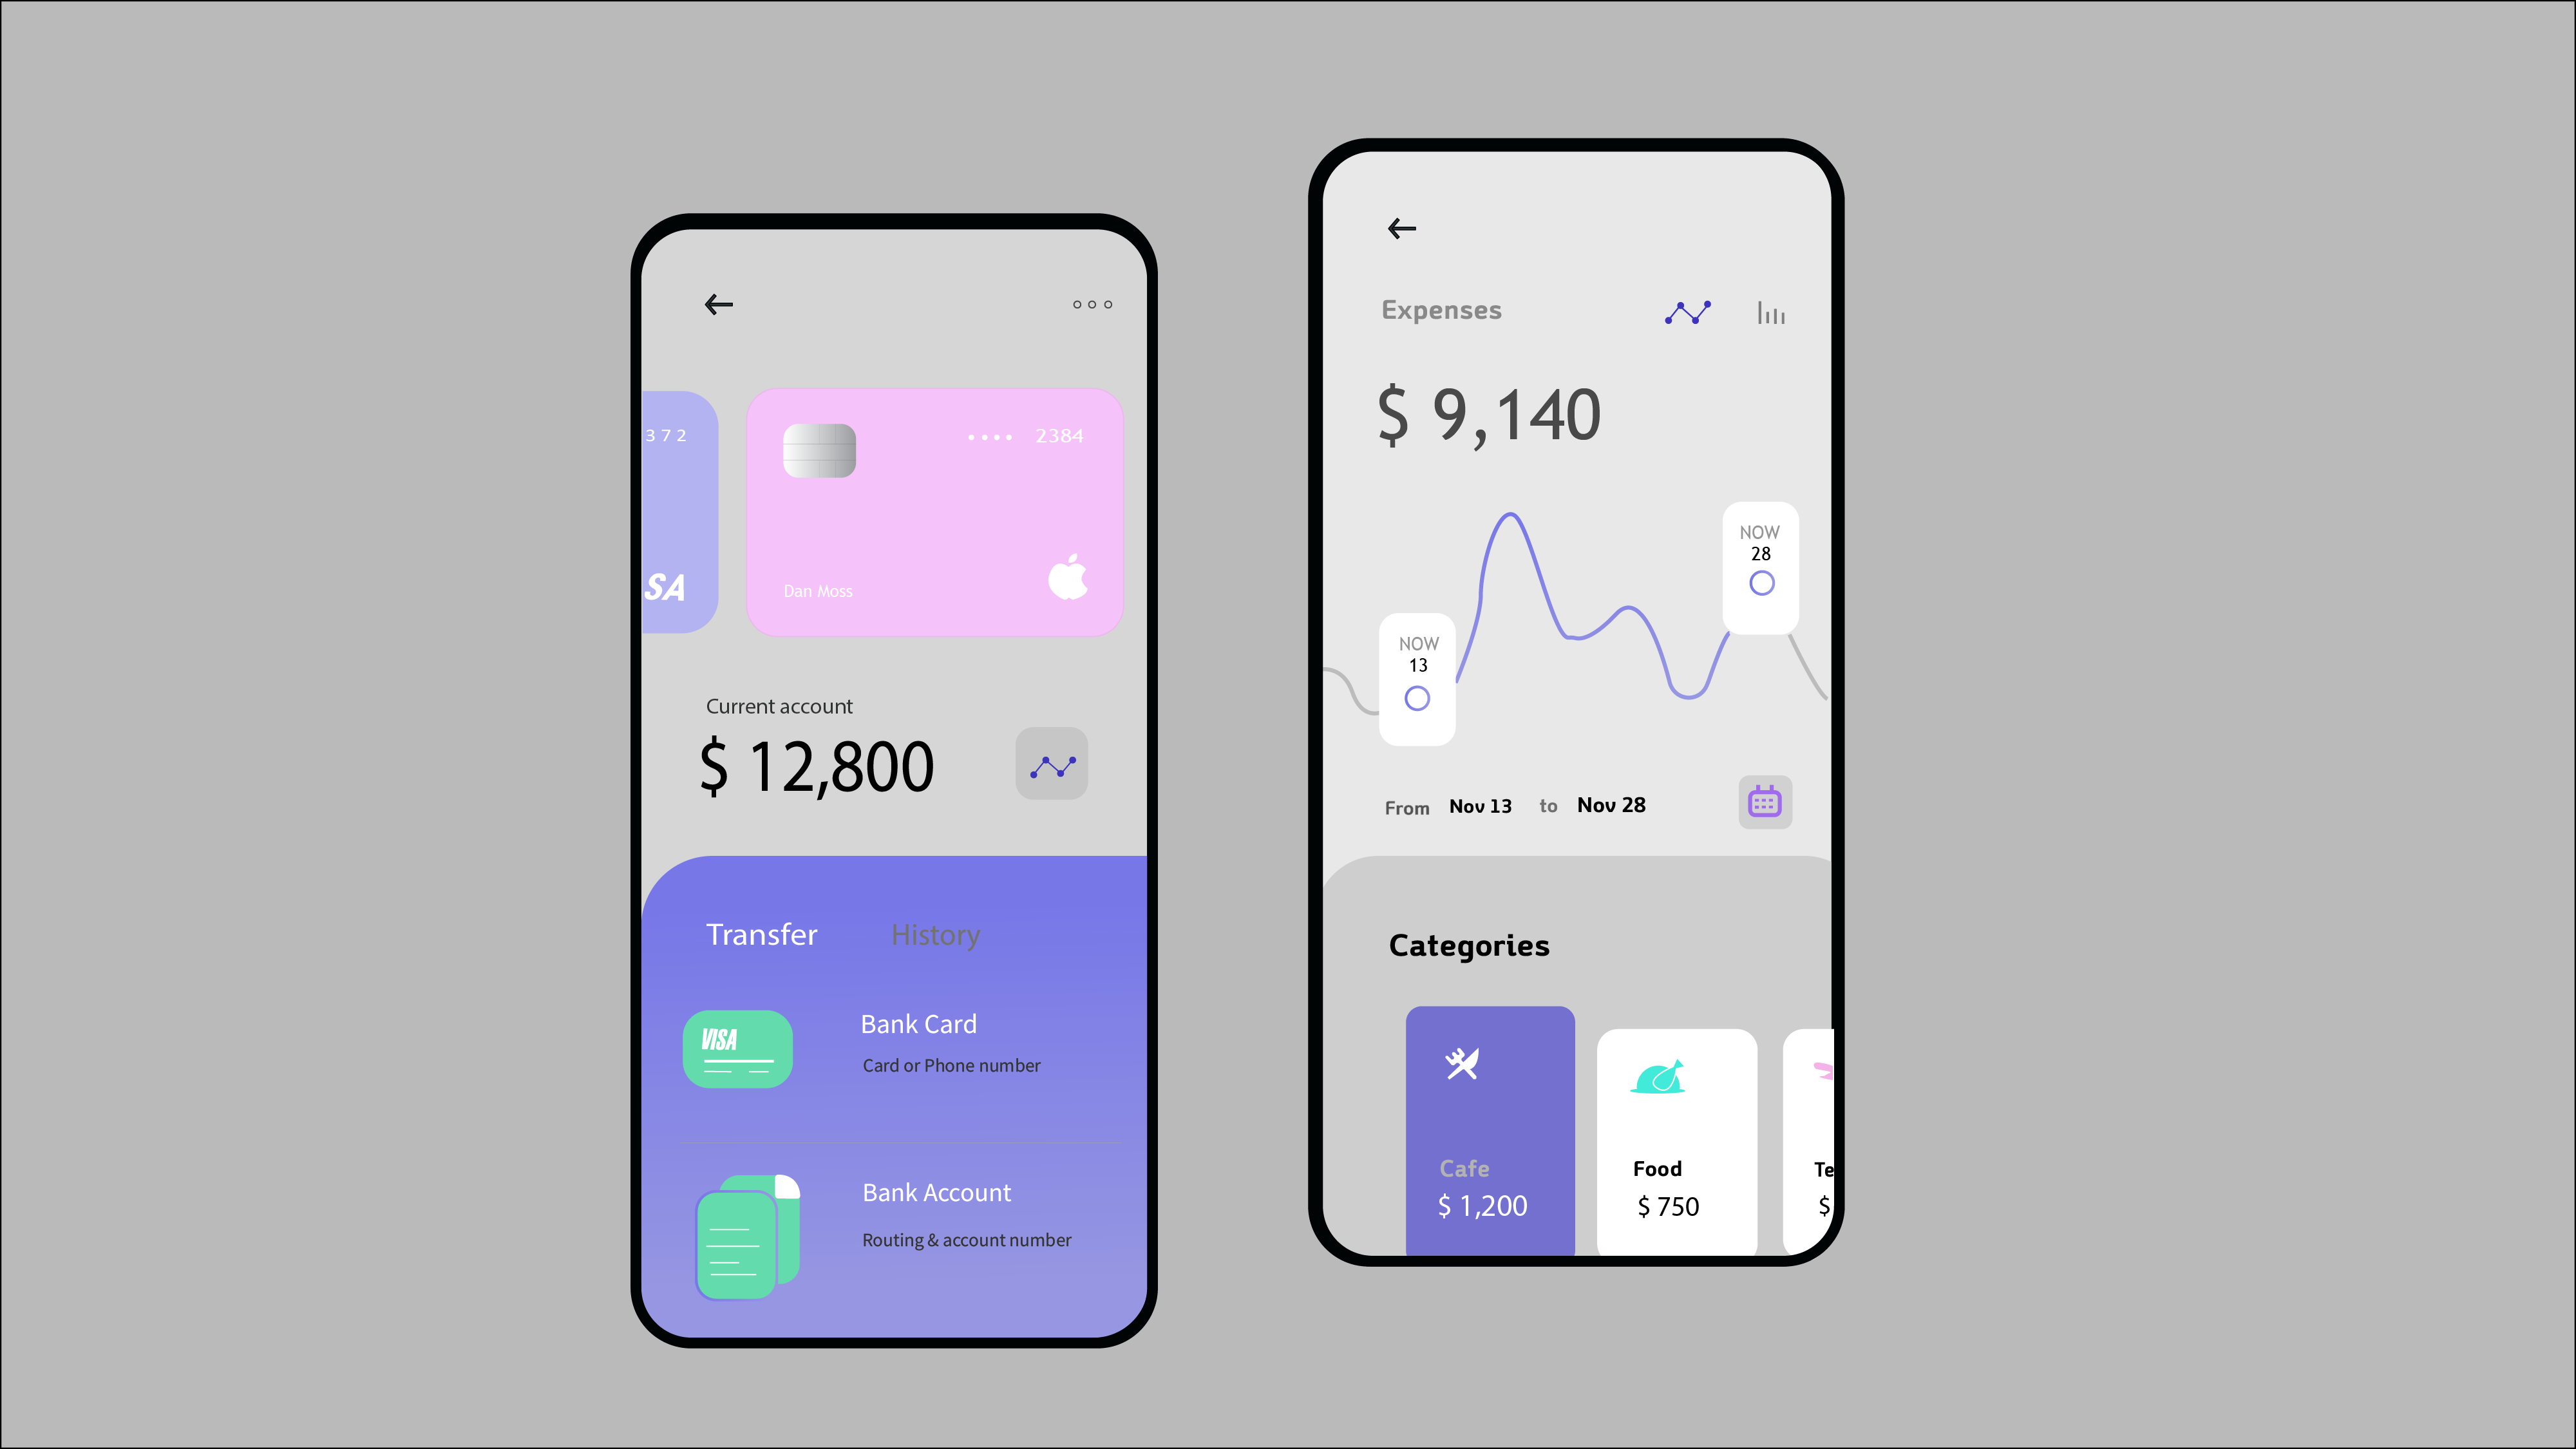 3 7 2
•••• 2384
SA
Dan Moss
Current account
$ 12,800
Transfer
History
Bank Card
VISA
Card or Phone number
Bank Account
Routing & account number
Expenses
$ 9,140
NOW
28
NOW
13
From Nov 13 to Nov 28
Categories
Cafe
$ 1,200
Food
$ 750
Te
$